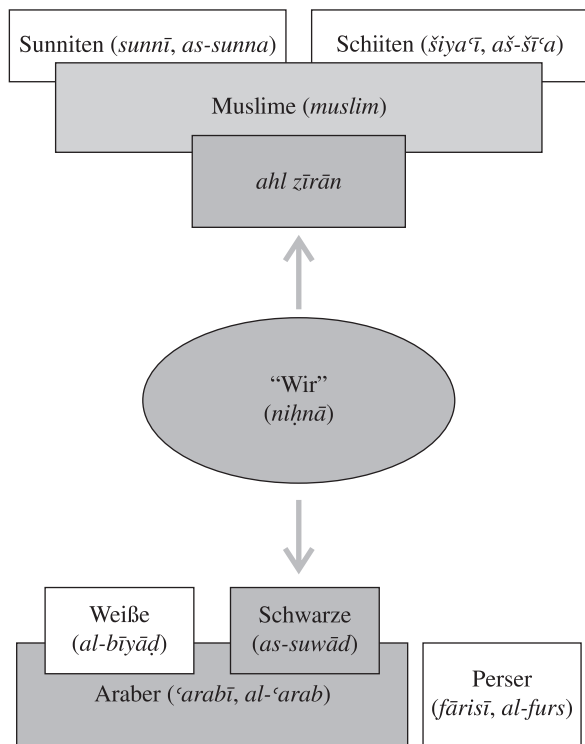 Sunniten (sunnī, as-sunna)
Schiiten (šiyaʿī, aš-šīʿa)
Muslime (muslim)
ahl zīrān
“Wir”
(niḥnā)
Weiße
(al-bīyāḍ)
Schwarze
(as-suwād)
Araber (ʿarabī, al-ʿarab)
Perser
(fārisī, al-furs)